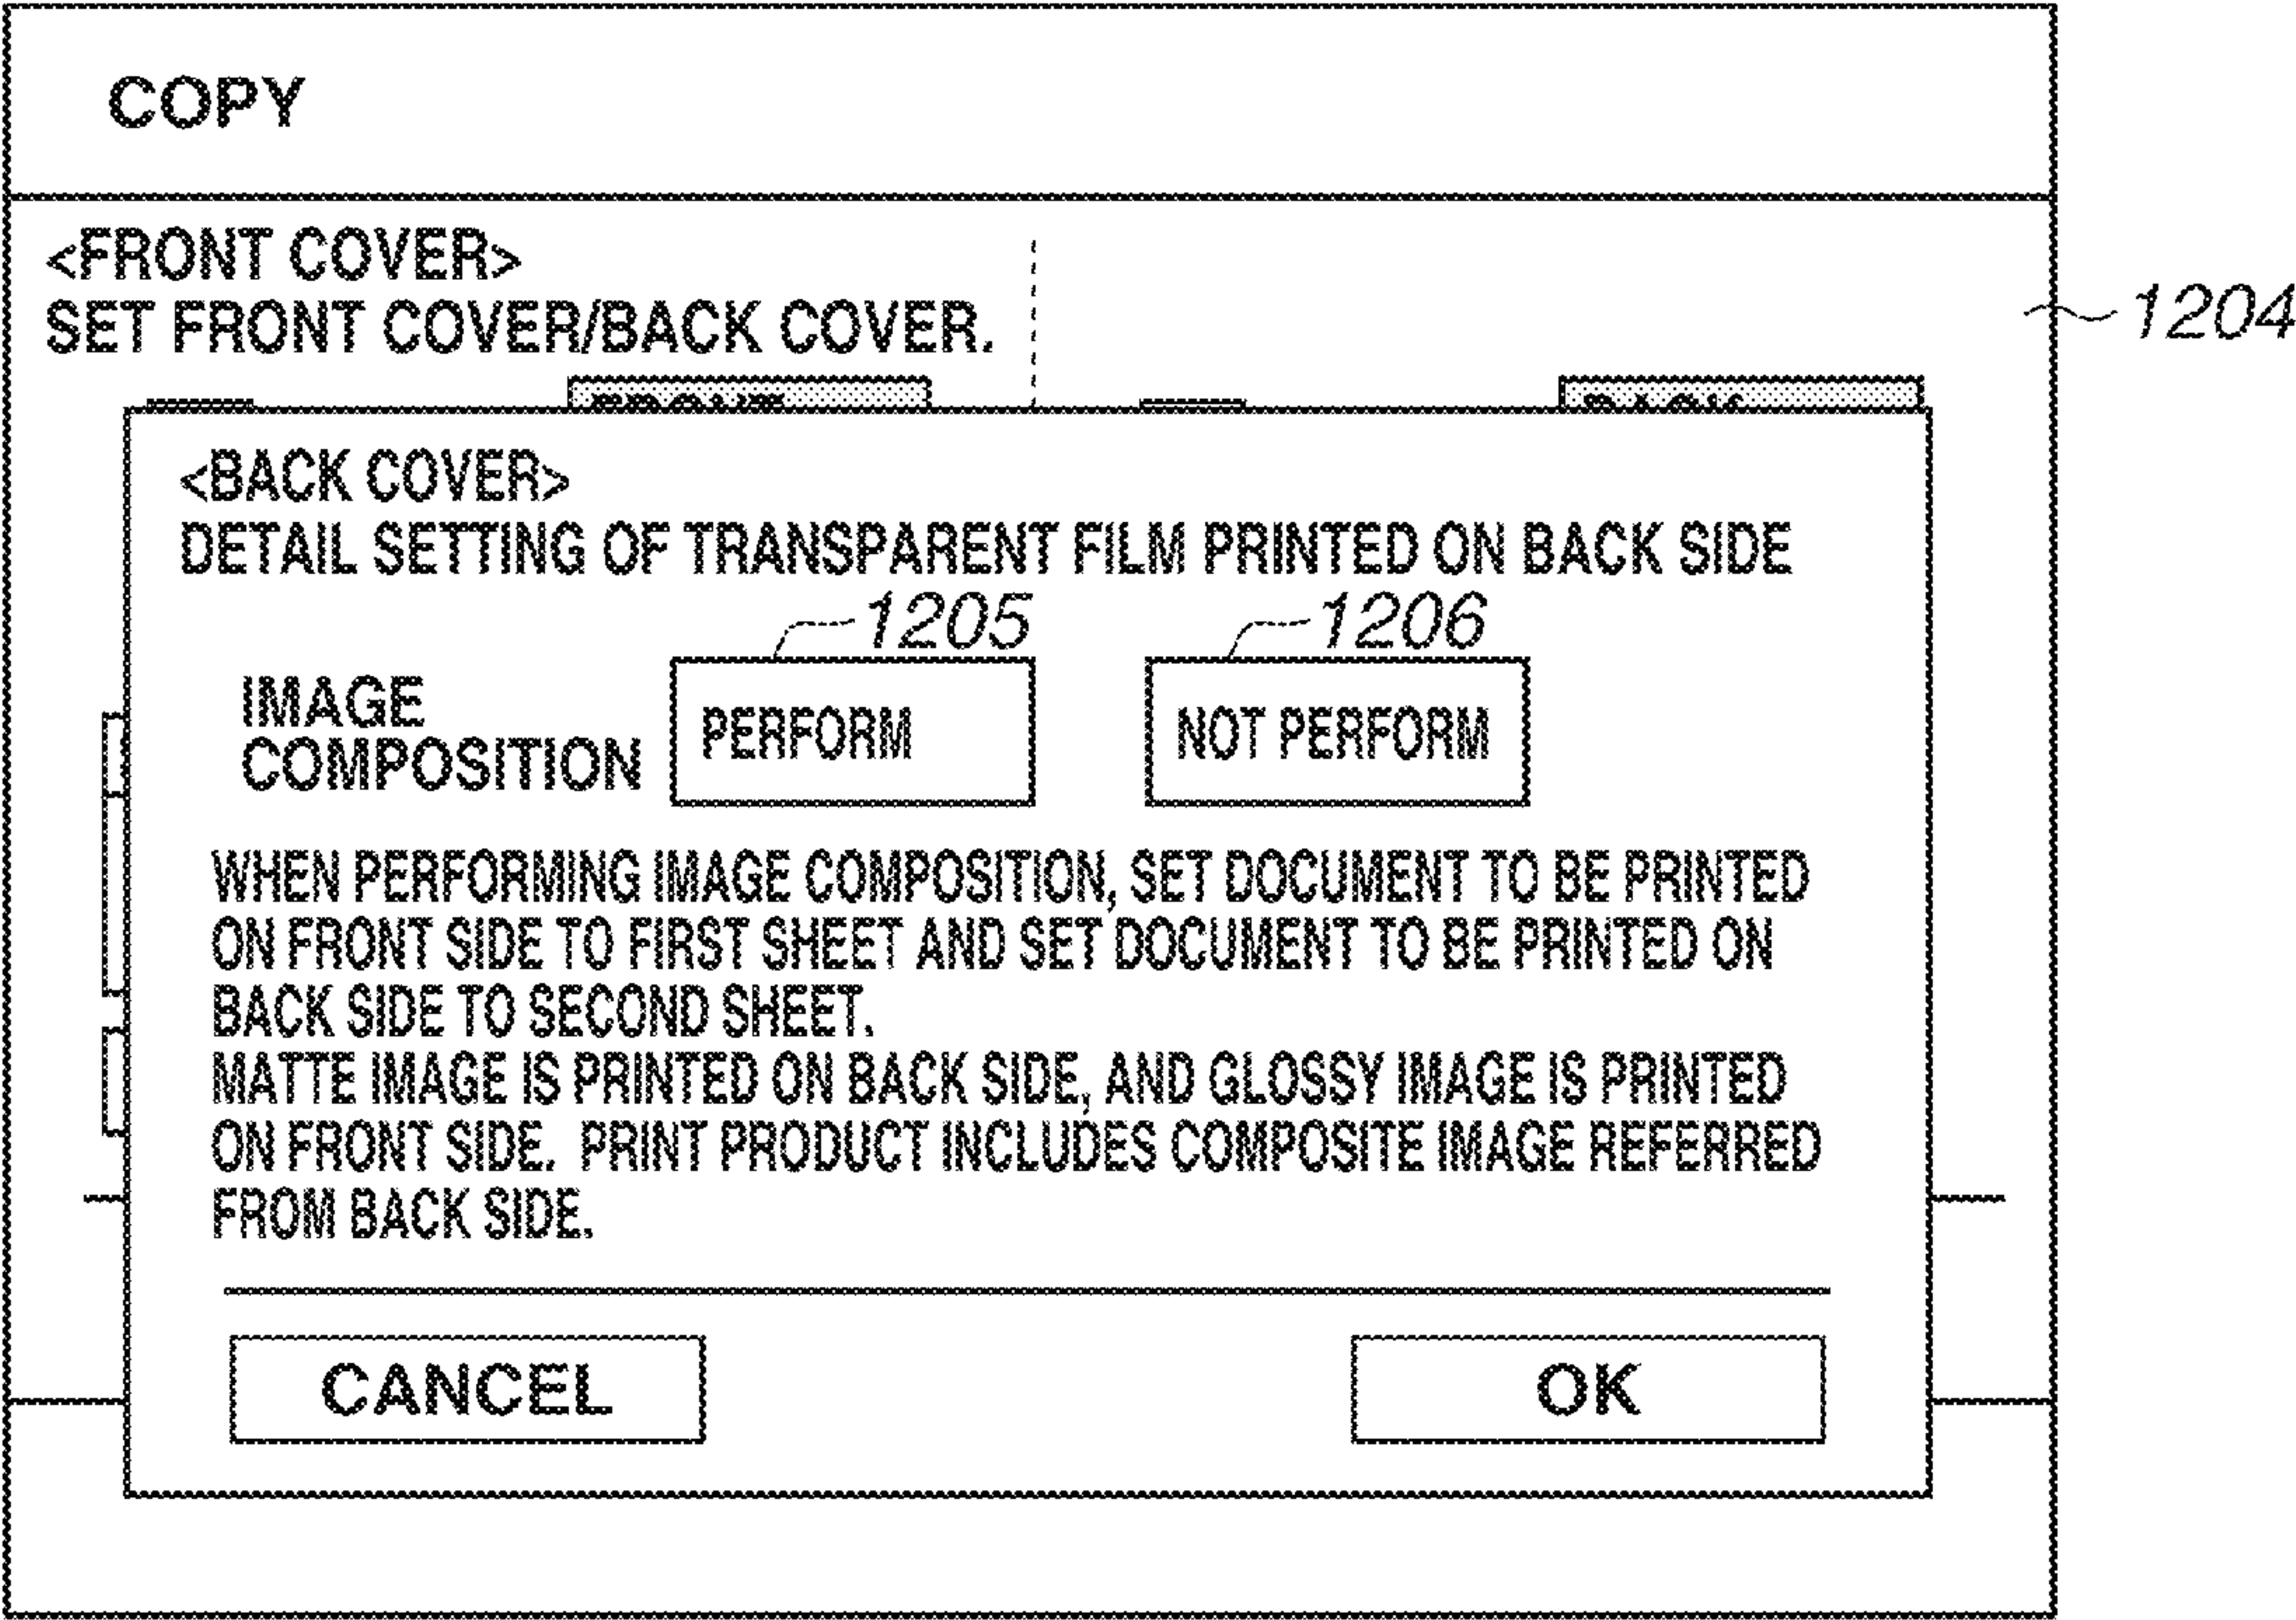 COPY
<FRONT COVER>
SET FRONT COVER/BACK COVER.
1204
<BACK COVER>
DETAIL SETTING OF TRANSPARENT FILM PRINTED ON BACK SIDE
1205
1206
IMAGE
COMPOSITION
PERFORM
NOT PERFORM
WHEN PERFORMING IMAGE COMPOSITION, SET DOCUMENT TO BE PRINTED
ON FRONT SIDE TO FIRST SHEET AND SET DOCUMENT TO BE PRINTED ON
BACK SIDE TO SECOND SHEET.
MATTE IMAGE IS PRINTED ON BACK SIDE, AND GLOSSY IMAGE IS PRINTED
ON FRONT SIDE. PRINT PRODUCT INCLUDES COMPOSITE IMAGE REFERRED
FROM BACK SIDE.
CANCEL
OK